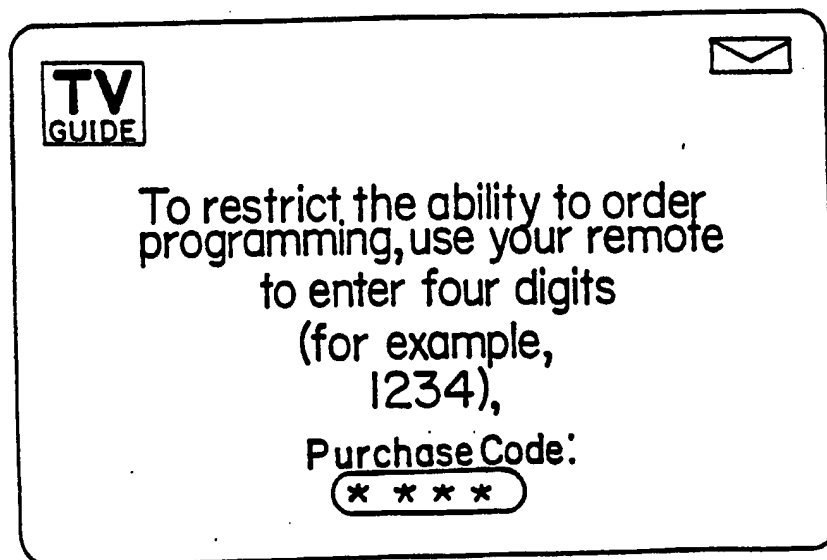 TV
GUIDE
To restrict the ability to order
programming, use your remote
to enter four digits
(for example,
1234),
Purchase Code:
* * * *